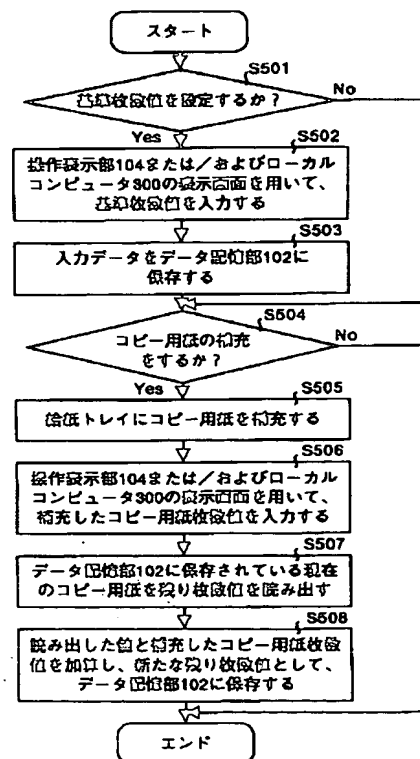 スタート
S501
基準枚数値を設定するか？
No
Yes
S502
操作表示部104または/およびローカル
コンピュータ300の表示画面を用いて、
基準枚数値を入力する
S503
入力データをデータ記憶部102に
保存する
S504
コピー用紙の補充
をするか？
No
Yes
S505
給紙トレイにコピー用紙を補充する
S506
操作表示部104または/およびローカル
コンピュータ300の表示画面を用いて、
補充したコピー用紙枚数値を入力する
S507
データ記憶部102に保存されている現在
のコピー用紙を残り枚数値を読み出す
S508
読み出した値と補充したコピー用紙枚数
値を加算し、新たな残り枚数値として、
データ記憶部102に保存する
エンド